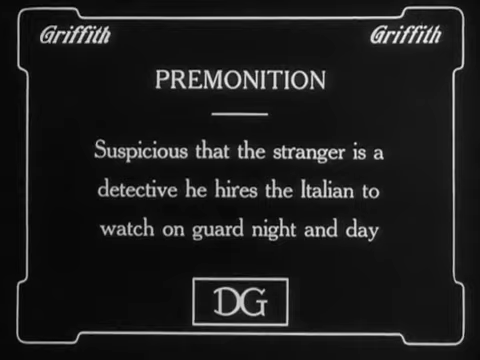 Griffith Griffith
PREMONITION
Suspicious that the stranger is a
detective he hires the Italian to
watch on guard night and day
DG